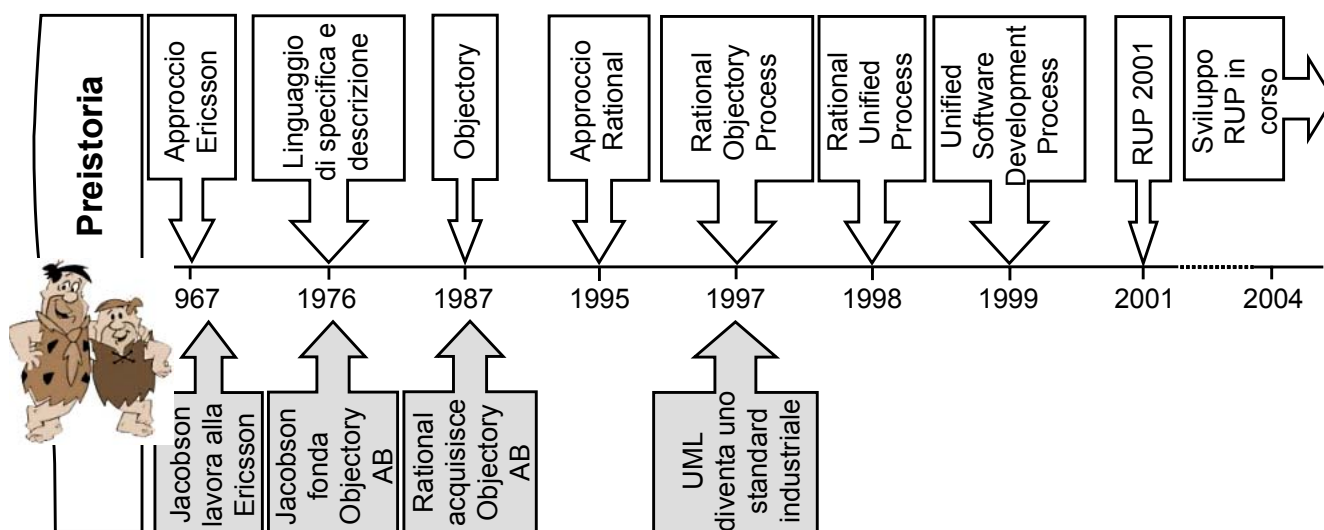 Preistoria
Approccio
Ericsson
Linguaggio
di specifica e
descrizione
Objectory
Approccio
Rational
Rational
Objectory
Process
Rational
Unified
Process
Unified
Software
Development
Process
RUP 2001
Sviluppo
RUP in
corso
967
1976
1987
1995
1997
1998
1999
2001
2004
Jacobson
lavora alla
Ericsson
Jacobson
fonda
Objectory
AB
Rational
acquisisce
Objectory
AB
UML
diventa uno
standard
industriale